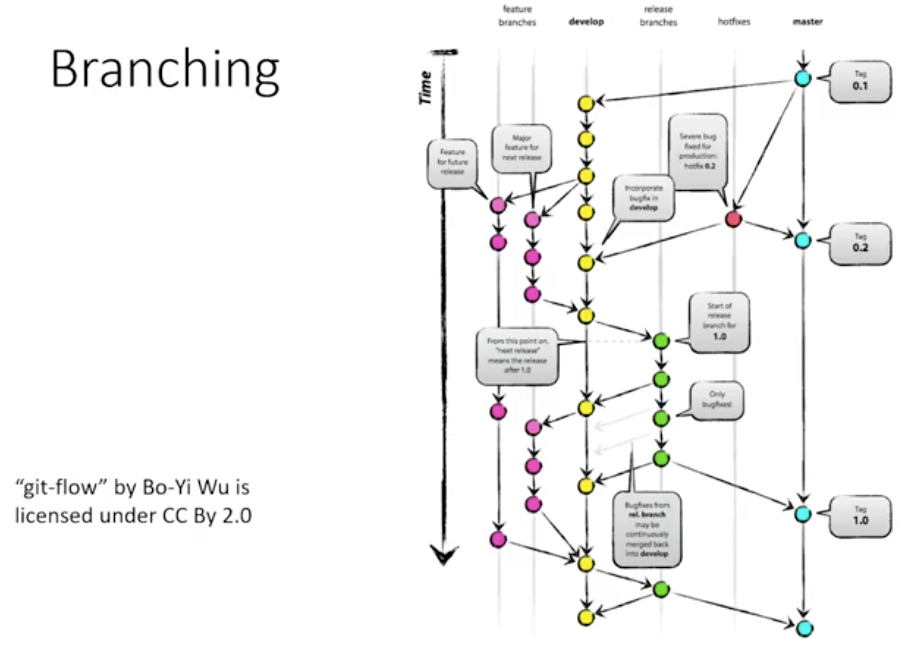 Branching
feature
branches
develop
release
branches
hotfixes
master
Time
Tag
0.1
Feature
for future
release
Major
feature for
next release
Severe bug
fixed for
production:
hotfix 0.2
Incorporate
bugfix in
develop
Tag
0.2
Start of
release
branch for
1.0
From this point on,
"next release"
means the release
after 1.0
Only
bugfixes!
Bugfixes from
rel. branch
may be
continuously
merged back
into develop
Tag
1.0
“git-flow” by Bo-Yi Wu is
licensed under CC By 2.0